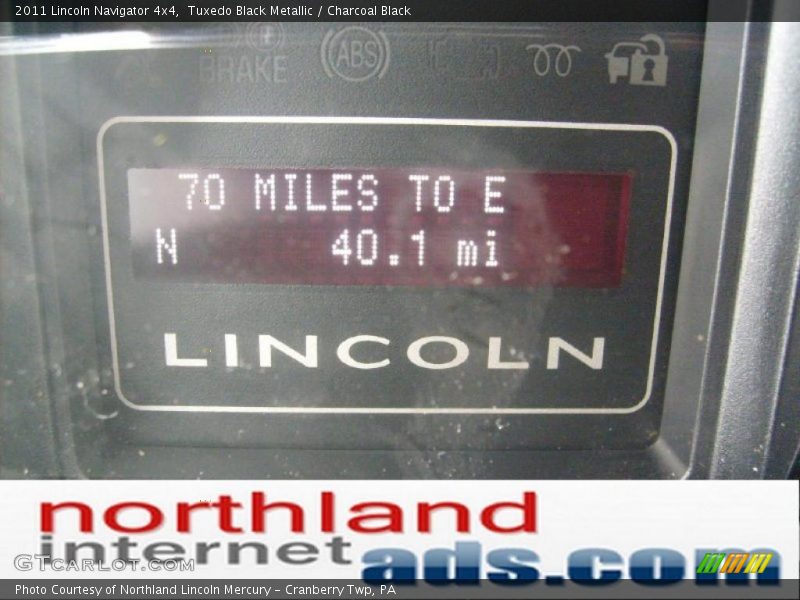 2011 Lincoln Navigator 4x4, Tuxedo Black Metallic / Charcoal Black
BRAKE
ABS
70 MILES TO E
N 40.1 mi
LINCOLN
northland
internet
ads.com
GTCARLOT.COM
Photo Courtesy of Northland Lincoln Mercury - Cranberry Twp, PA